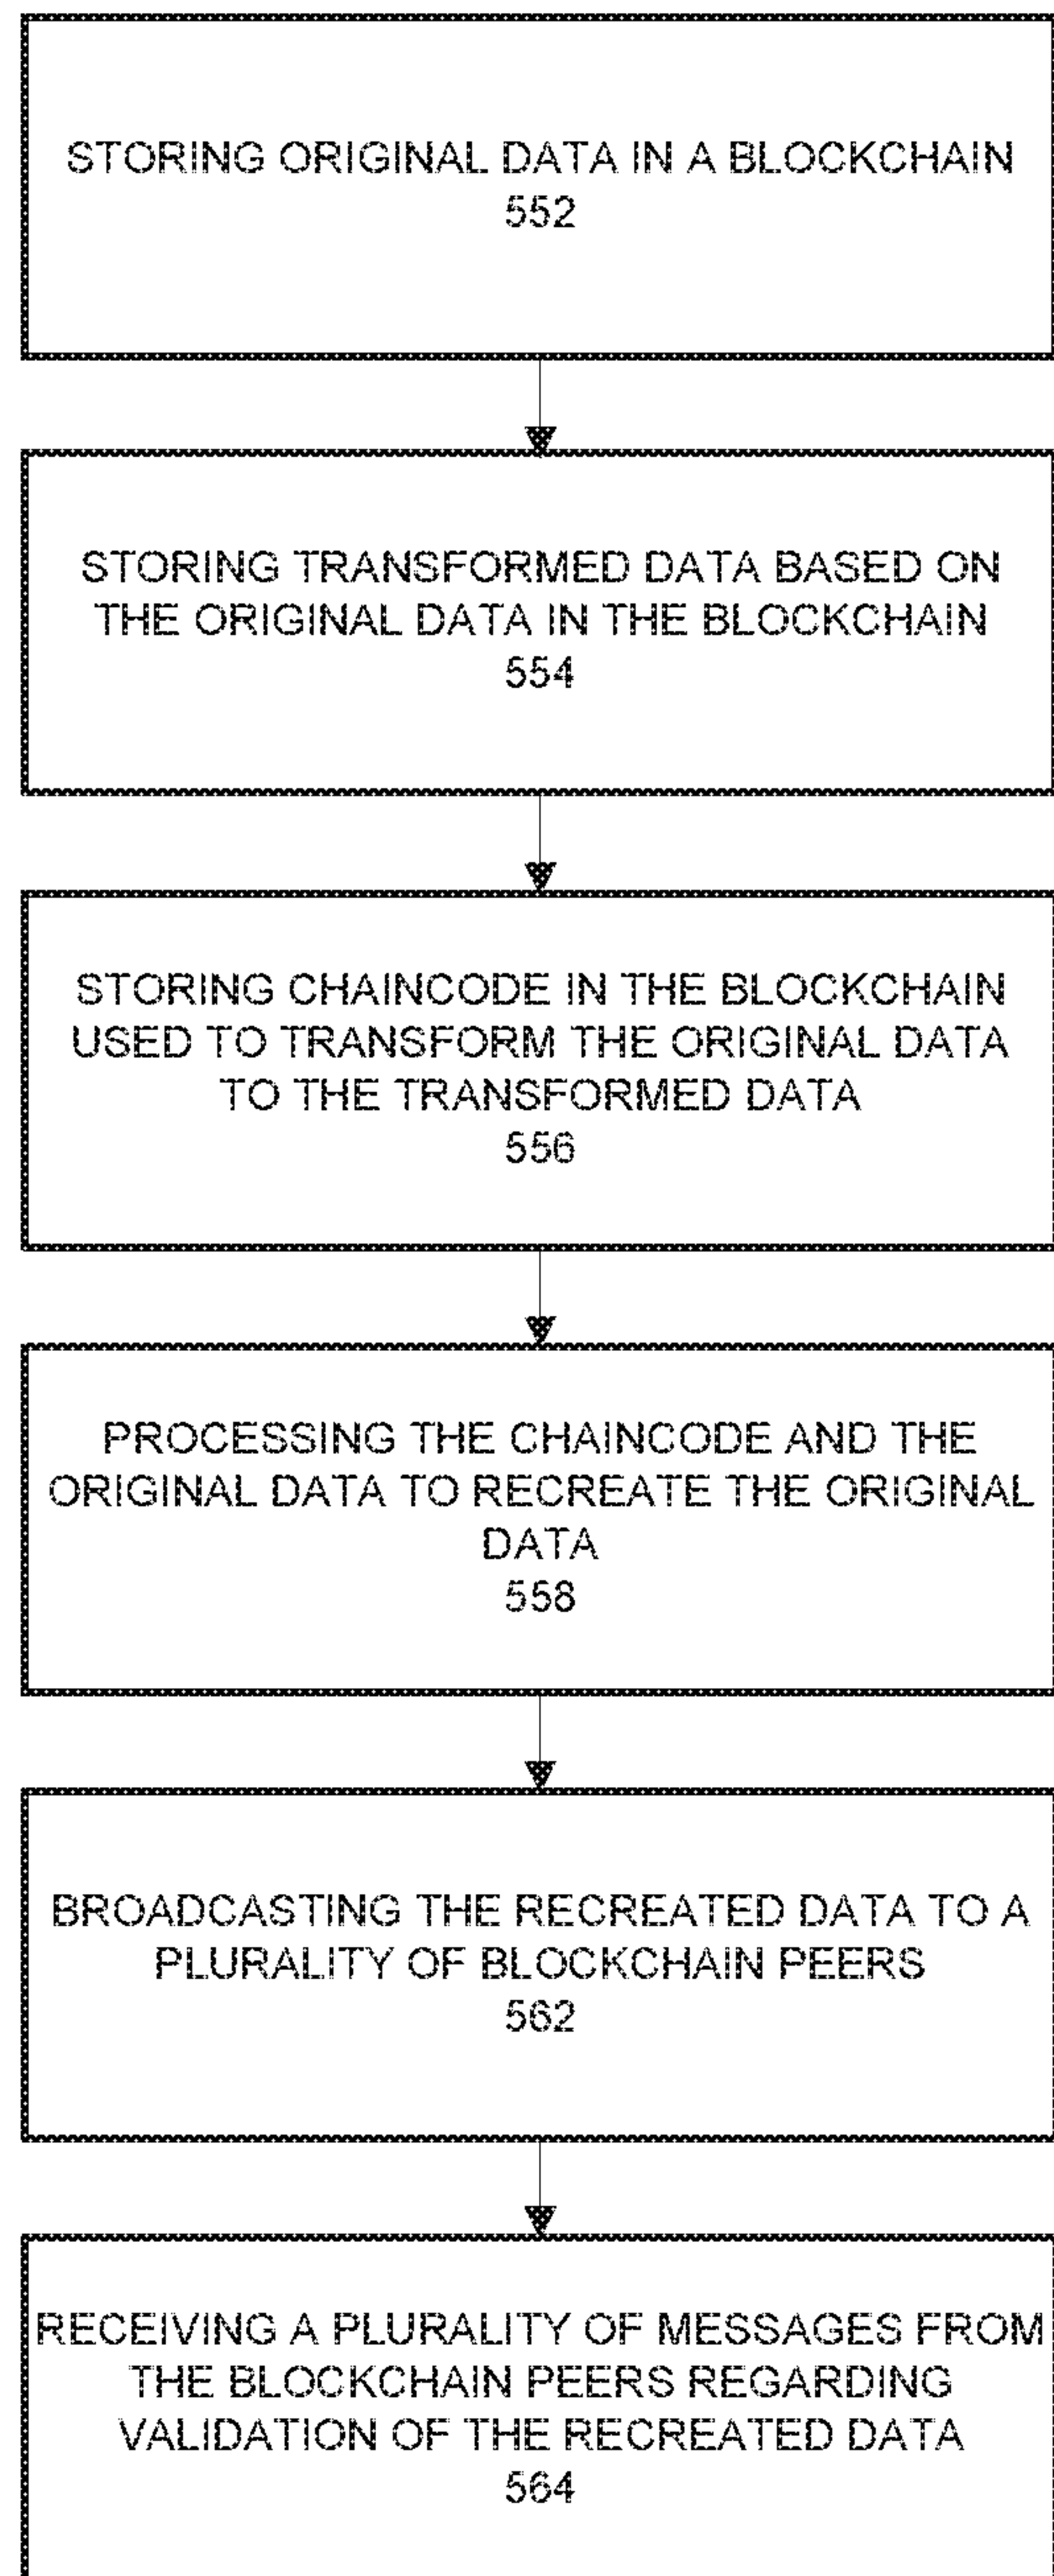 STORING ORIGINAL DATA IN A BLOCKCHAIN
552
STORING TRANSFORMED DATA BASED ON
THE ORIGINAL DATA IN THE BLOCKCHAIN
554
STORING CHAINCODE IN THE BLOCKCHAIN
USED TO TRANSFORM THE ORIGINAL DATA
TO THE TRANSFORMED DATA
556
PROCESSING THE CHAINCODE AND THE
ORIGINAL DATA TO RECREATE THE ORIGINAL
DATA
558
BROADCASTING THE RECREATED DATA TO A
PLURALITY OF BLOCKCHAIN PEERS
562
RECEIVING A PLURALITY OF MESSAGES FROM
THE BLOCKCHAIN PEERS REGARDING
VALIDATION OF THE RECREATED DATA
564